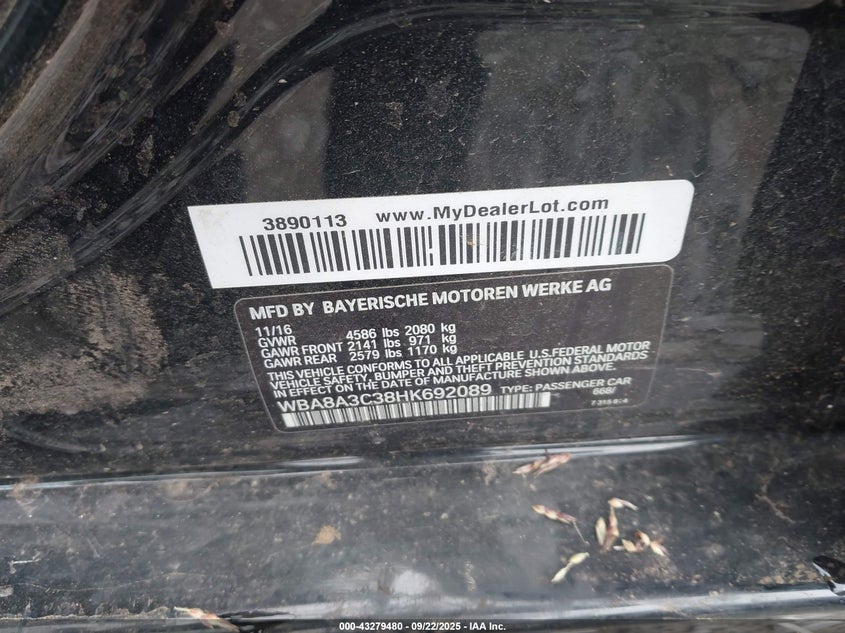 3890113 www.MyDealerLot.com
MFD BY BAYERISCHE MOTOREN WERKE AG
11/16
GVWR 4586 lbs 2080 kg
GAWR FRONT 2141 lbs 971 kg
GAWR REAR 2579 lbs 1170 kg
THIS VEHICLE CONFORMS TO ALL APPLICABLE U.S.FEDERAL MOTOR
VEHICLE SAFETY, BUMPER AND THEFT PREVENTION STANDARDS
IN EFFECT ON THE DATE OF MANUFACTURE SHOWN ABOVE.
WBA8A3C38HK692089 TYPE: PASSENGER CAR
668/
000-43279480 - 09/22/2025 - IAA Inc.